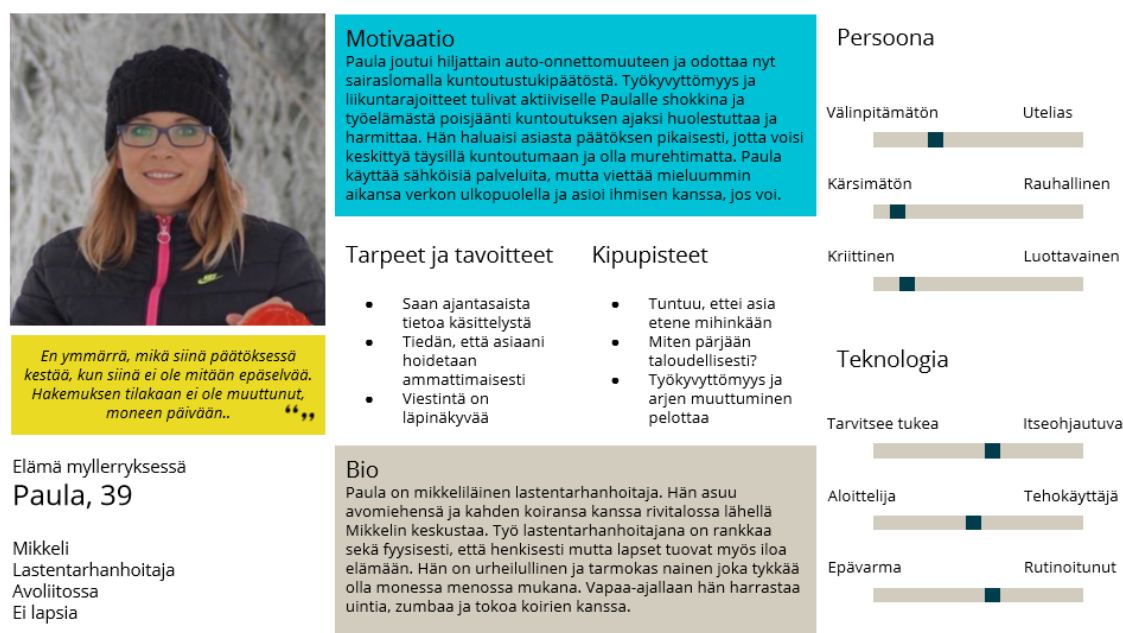 En ymmärrä, mikä siinä päätöksessä
kestää, kun siinä ei ole mitään epäselvää.
Hakemuksen tilakaan ei ole muuttunut,
moneen päivään..
“„
Elämä myllerryksessä
Paula, 39
Mikkeli
Lastentarhanhoitaja
Avoliitossa
Ei lapsia
Motivaatio
Paula joutui hiljattain auto-onnettomuuteen ja odottaa nyt
sairaslomalla kuntoutustukipäätöstä. Työkyvyttömyys ja
liikuntarajoitteet tulivat aktiiviselle Paulalle shokkina ja
työelämästä poisjäänti kuntoutuksen ajaksi huolestuttaa ja
harmittaa. Hän haluaisi asiasta päätöksen pikaisesti, jotta voisi
keskittyä täysillä kuntoutumaan ja olla murehtimatta. Paula
käyttää sähköisiä palveluita, mutta viettää mieluummin
aikansa verkon ulkopuolella ja asioi ihmisen kanssa, jos voi.
Tarpeet ja tavoitteet
● Saan ajantasaista
tietoa käsittelystä
● Tiedän, että asiaani
hoidetaan
ammattimaisesti
● Viestintä on
läpinäkyvää
Kipupisteet
● Tuntuu, ettei asia
etene mihinkään
● Miten pärjään
taloudellisesti?
● Työkyvyttömyys ja
arjen muuttuminen
pelottaa
Bio
Paula on mikkeliläinen lastentarhanhoitaja. Hän asuu
avomiehensä ja kahden koiransa kanssa rivitalossa lähellä
Mikkelin keskustaa. Työ lastentarhanhoitajana on rankkaa
sekä fyysisesti, että henkisesti mutta lapset tuovat myös iloa
elämään. Hän on urheilullinen ja tarmokas nainen joka tykkää
olla monessa menossa mukana. Vapaa-ajallaan hän harrastaa
uintia, zumbaa ja tokoa koirien kanssa.
Persoona
Välinpitämätön Utelias
Kärsimätön Rauhallinen
Kriittinen Luottavainen
Teknologia
Tarvitsee tukea Itseohjautuva
Aloittelija Tehokäyttäjä
Epävarma Rutinoitunut